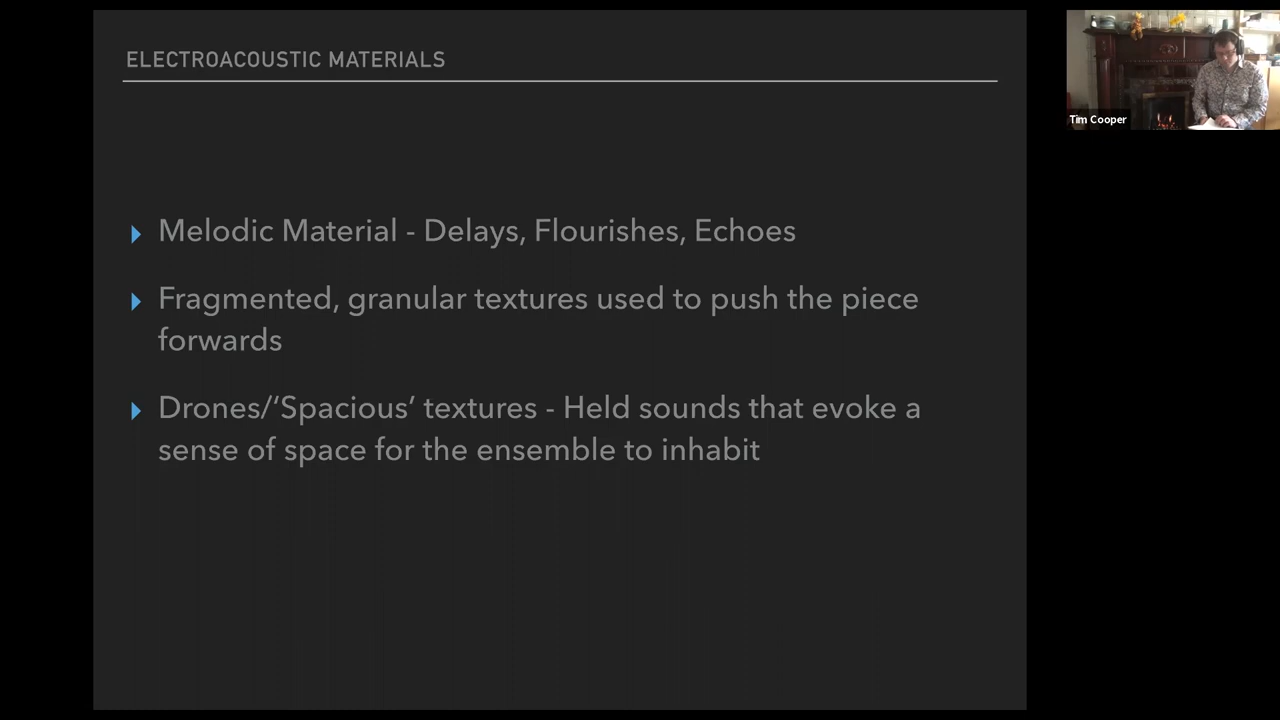 ELECTROACOUSTIC MATERIALS
Melodic Material - Delays, Flourishes, Echoes
Fragmented, granular textures used to push the piece
forwards
Drones/‘Spacious’ textures - Held sounds that evoke a
sense of space for the ensemble to inhabit
Tim Cooper